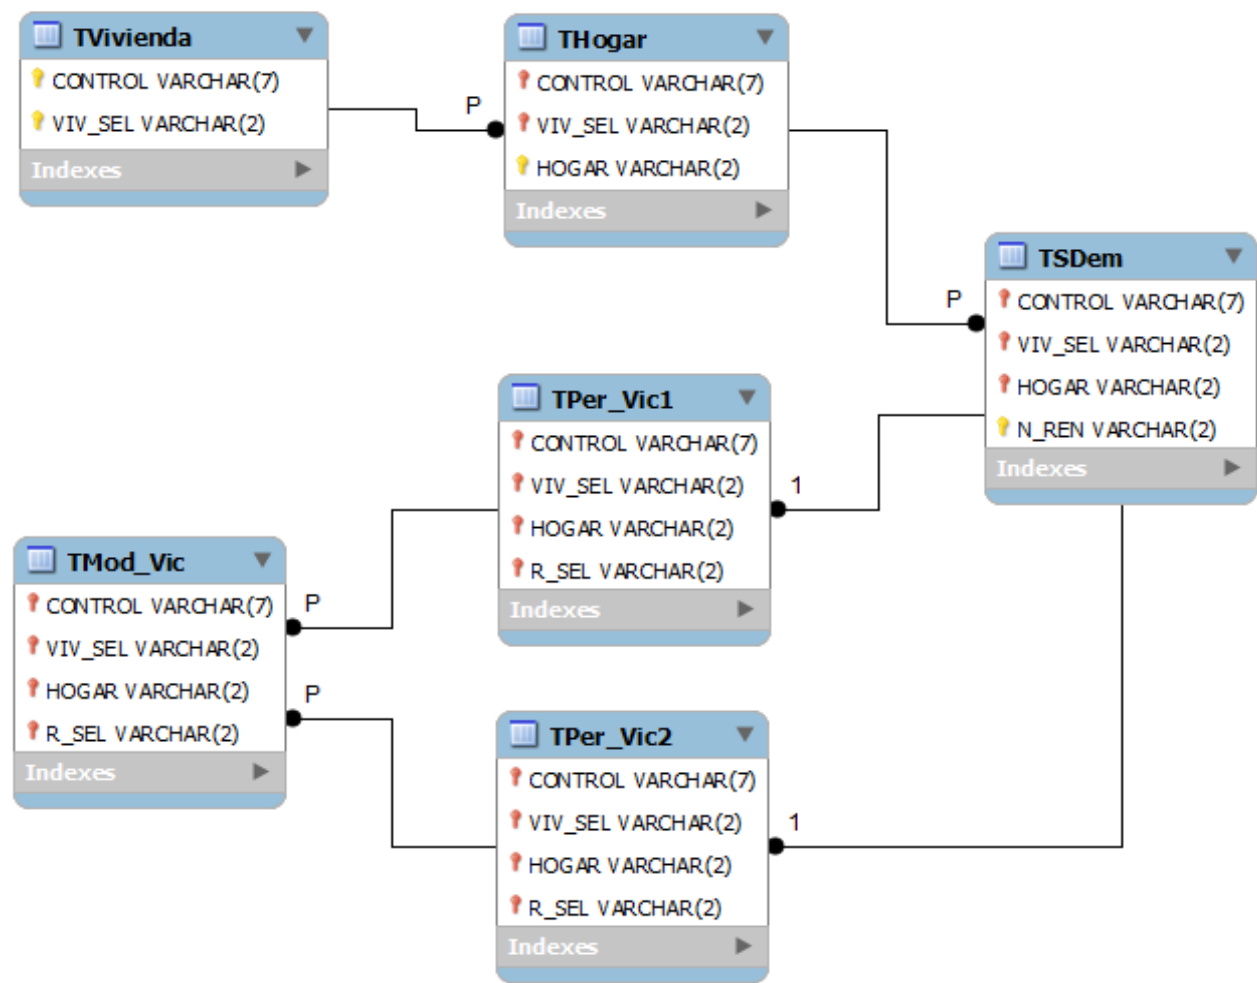 TVivienda
CONTROL VARCHAR(7)
VIV_SEL VARCHAR(2)
Indexes
P
THogar
CONTROL VARCHAR(7)
VIV_SEL VARCHAR(2)
HOGAR VARCHAR(2)
Indexes
P
TSDem
CONTROL VARCHAR(7)
VIV_SEL VARCHAR(2)
HOGAR VARCHAR(2)
N_REN VARCHAR(2)
Indexes
TPer_Vic1
CONTROL VARCHAR(7)
VIV_SEL VARCHAR(2)
HOGAR VARCHAR(2)
R_SEL VARCHAR(2)
Indexes
1
TMod_Vic
CONTROL VARCHAR(7)
VIV_SEL VARCHAR(2)
HOGAR VARCHAR(2)
R_SEL VARCHAR(2)
Indexes
P
P
TPer_Vic2
CONTROL VARCHAR(7)
VIV_SEL VARCHAR(2)
HOGAR VARCHAR(2)
R_SEL VARCHAR(2)
Indexes
1